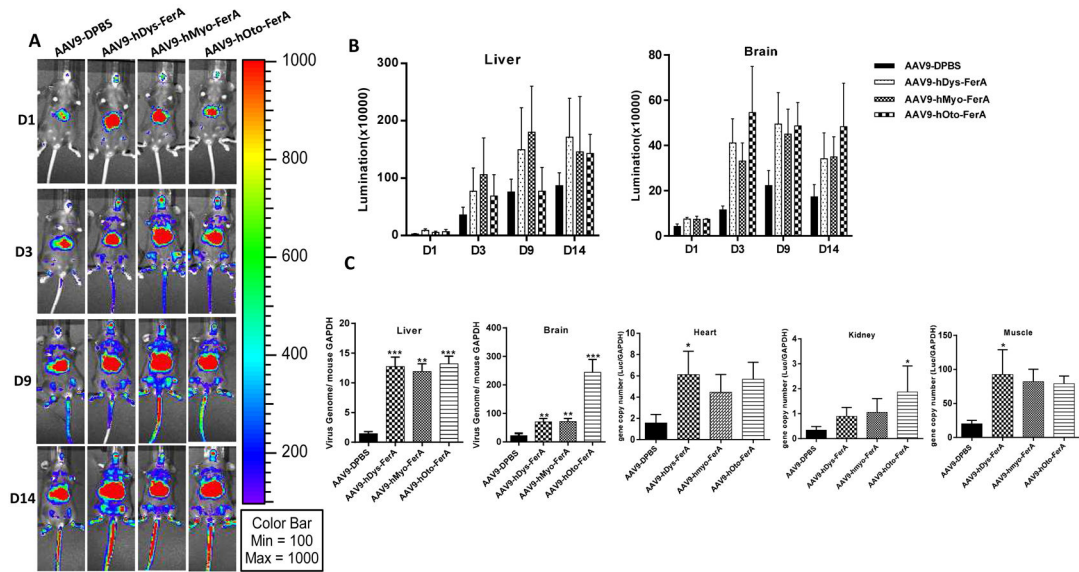 A
AAV9-DPBS
AAV9-hDys-FerA
AAV9-hMyo-FerA
AAV9-hOto-FerA
D1
D3
D9
D14
1000
800
600
400
200
Color Bar
Min = 100
Max = 1000
B
Liver
Lumination(x10000)
300
200
100
0
D1 D3 D9 D14
Brain
Lumination(x10000)
80
60
40
20
0
D1 D3 D9 D14
AAV9-DPBS
AAV9-hDys-FerA
AAV9-hMyo-FerA
AAV9-hOto-FerA
C
Liver
Virus Genome/ mouse GAPDH
20
15
10
5
0
*** ** ***
AAV9-DPBS
AAV9-hDys-FerA
AAV9-hMyo-FerA
AAV9-hOto-FerA
Brain
Virus Genome/ mouse GAPDH
400
300
200
100
0
** ** ***
AAV9-DPBS
AAV9-hDys-FerA
AAV9-hMyo-FerA
AAV9-hOto-FerA
Heart
gene copy number (Luc/GAPDH)
10
8
6
4
2
0
*
AAV9-DPBS
AAV9-hDys-FerA
AAV9-hmyo-FerA
AAV9-hOto-FerA
Kidney
gene copy number (Luc/GAPDH)
4
3
2
1
0
*
AAV9-DPBS
AAV9-hDys-FerA
AAV9-hmyo-FerA
AAV9-hOto-FerA
Muscle
gene copy number (Luc/GAPDH)
150
100
50
0
*
AAV9-DPBS
AAV9-hDys-FerA
AAV9-hmyo-FerA
AAV9-hOto-FerA